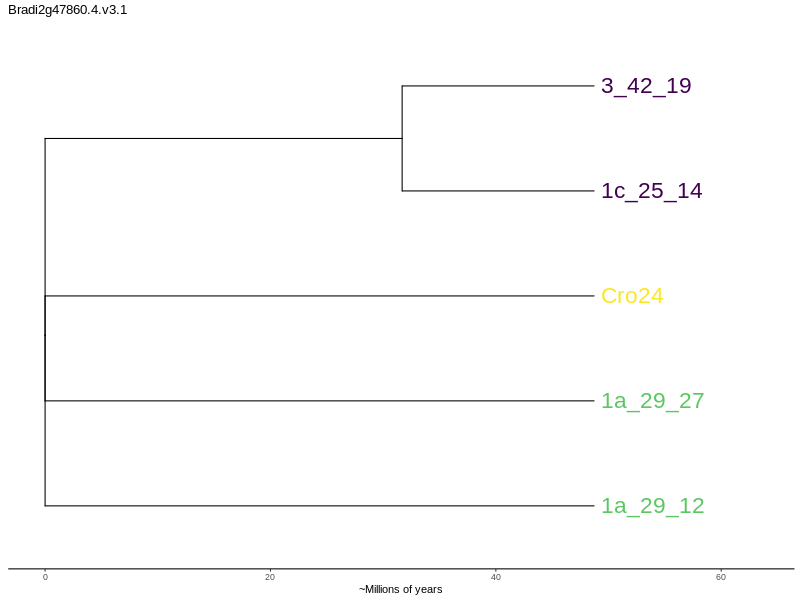 Bradi2g47860.4.v3.1
3_42_19
1c_25_14
Cro24
1a_29_27
1a_29_12
0 20 40 60
~Millions of years